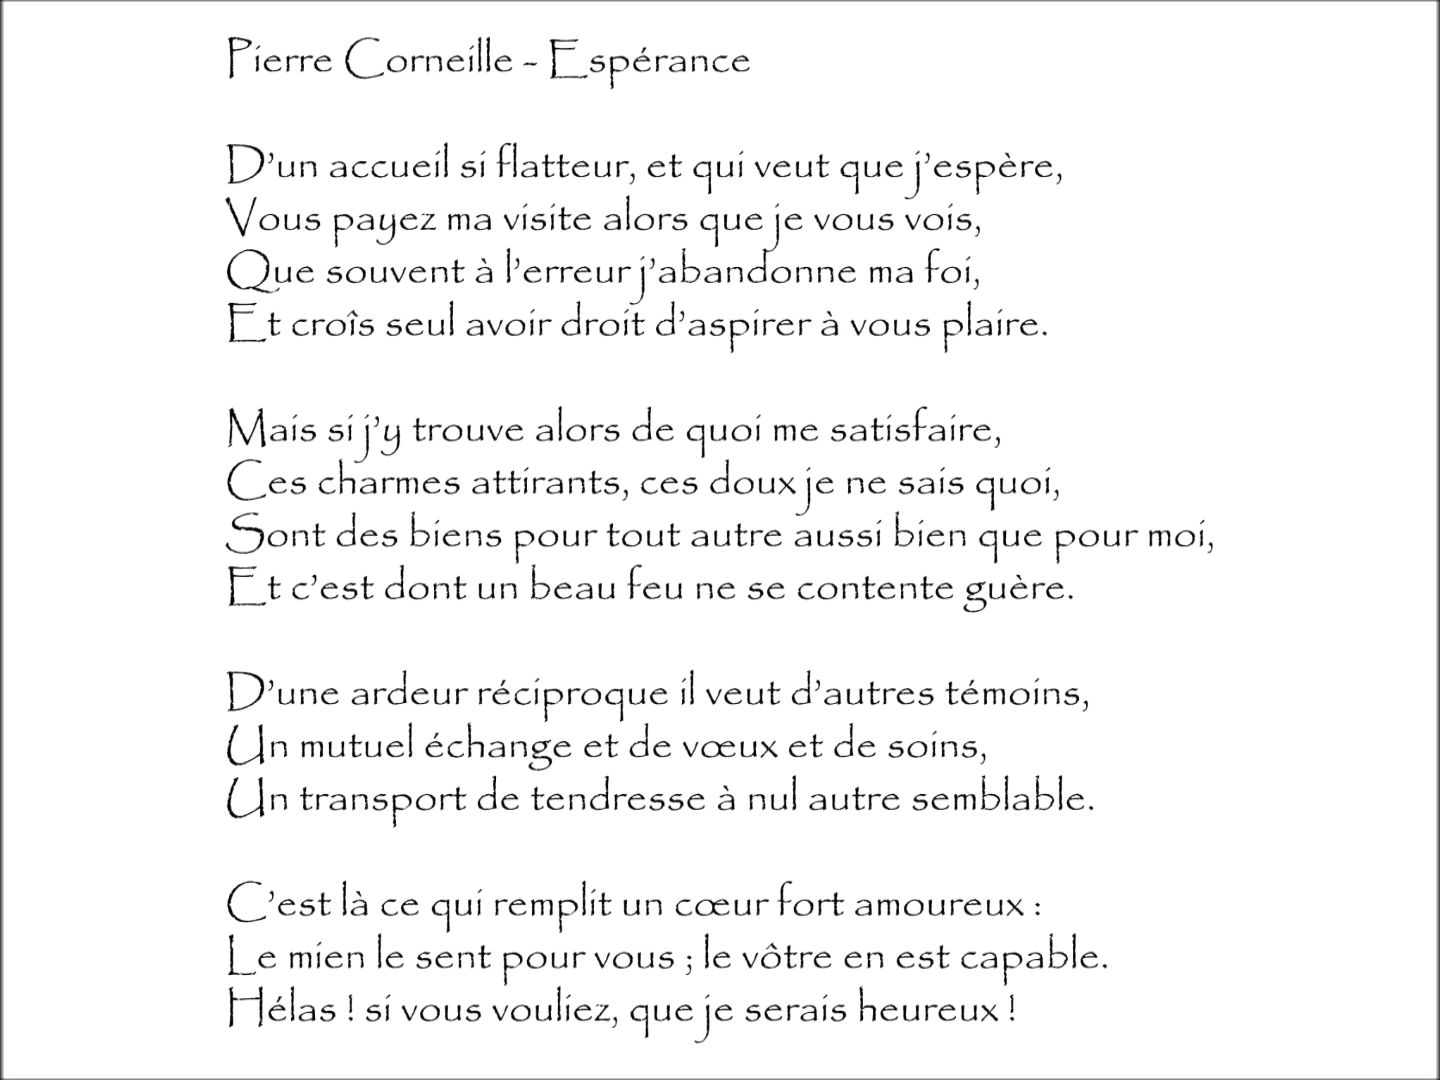 Pierre Corneille - Espérance
D’un accueil si flatteur, et qui veut que j’espère,
Vous payez ma visite alors que je vous vois,
Que souvent à l’erreur j’abandonne ma foi,
Et croîs seul avoir droit d’aspirer à vous plaire.
Mais si j’y trouve alors de quoi me satisfaire,
Ces charmes attirants, ces doux je ne sais quoi,
Sont des biens pour tout autre aussi bien que pour moi,
Et c’est dont un beau feu ne se contente guère.
D’une ardeur réciproque il veut d’autres témoins,
Un mutuel échange et de vœux et de soins,
Un transport de tendresse à nul autre semblable.
C’est là ce qui remplit un cœur fort amoureux :
Le mien le sent pour vous ; le vôtre en est capable.
Hélas ! si vous vouliez, que je serais heureux !